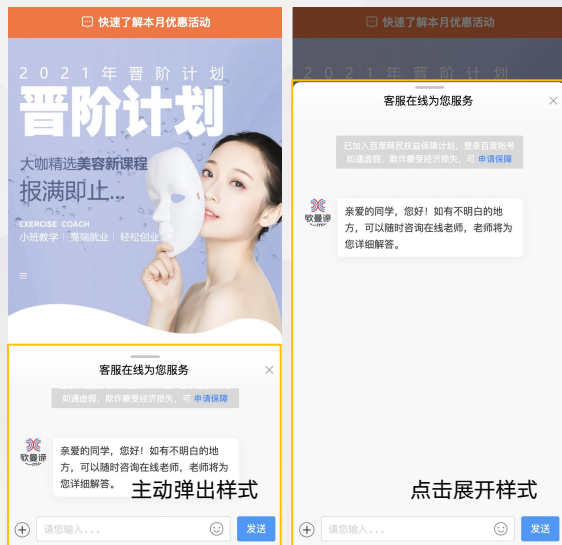 快速了解本月优惠活动
2021年晋阶计划
晋阶计划
大咖精选美容新课程
报满即止...
EXERCISE COACH
小班教学 | 高端就业 | 轻松创业
客服在线为您服务
如遇虚假、欺诈蒙受经济损失，可 申请保障
欧曼谛
亲爱的同学，您好！如有不明白的地
方，可以随时咨询在线老师，老师将为
您详细解答。
主动弹出样式
请您输入...
发送
快速了解本月优惠活动
2021年晋阶计划
客服在线为您服务
已加入百度网民权益保障计划，登录百度帐号
如遇虚假、欺诈蒙受经济损失，可 申请保障
欧曼谛
亲爱的同学，您好！如有不明白的地
方，可以随时咨询在线老师，老师将为
您详细解答。
点击展开样式
请您输入...
发送